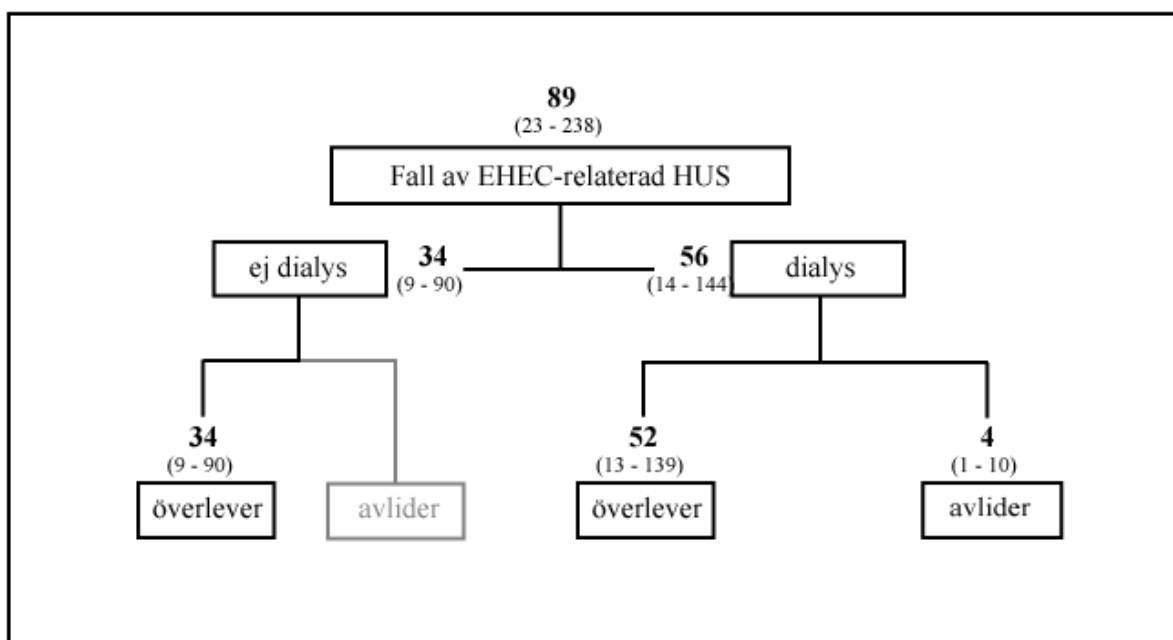 89
(23 - 238)
Fall av EHEC-relaterad HUS
ej dialys
34
(9 - 90)
56
(14 - 144)
dialys
34
(9 - 90)
överlever
avlider
52
(13 - 139)
överlever
4
(1 - 10)
avlider